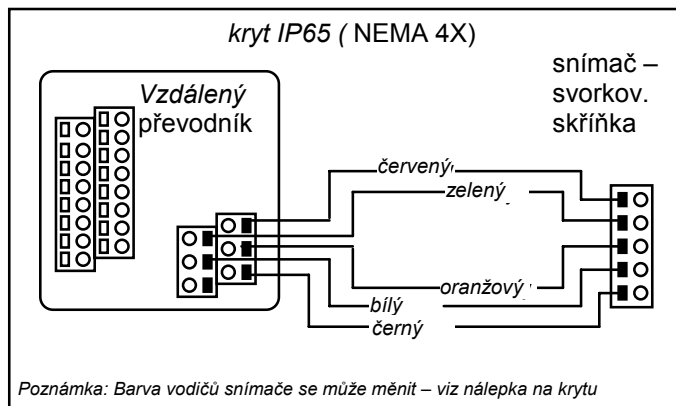 kryt IP65 ( NEMA 4X)
Vzdálený
převodník
snímač –
svorkov.
skříňka
červený
zelený
oranžový
bílý
černý
Poznámka: Barva vodičů snímače se může měnit – viz nálepka na krytu